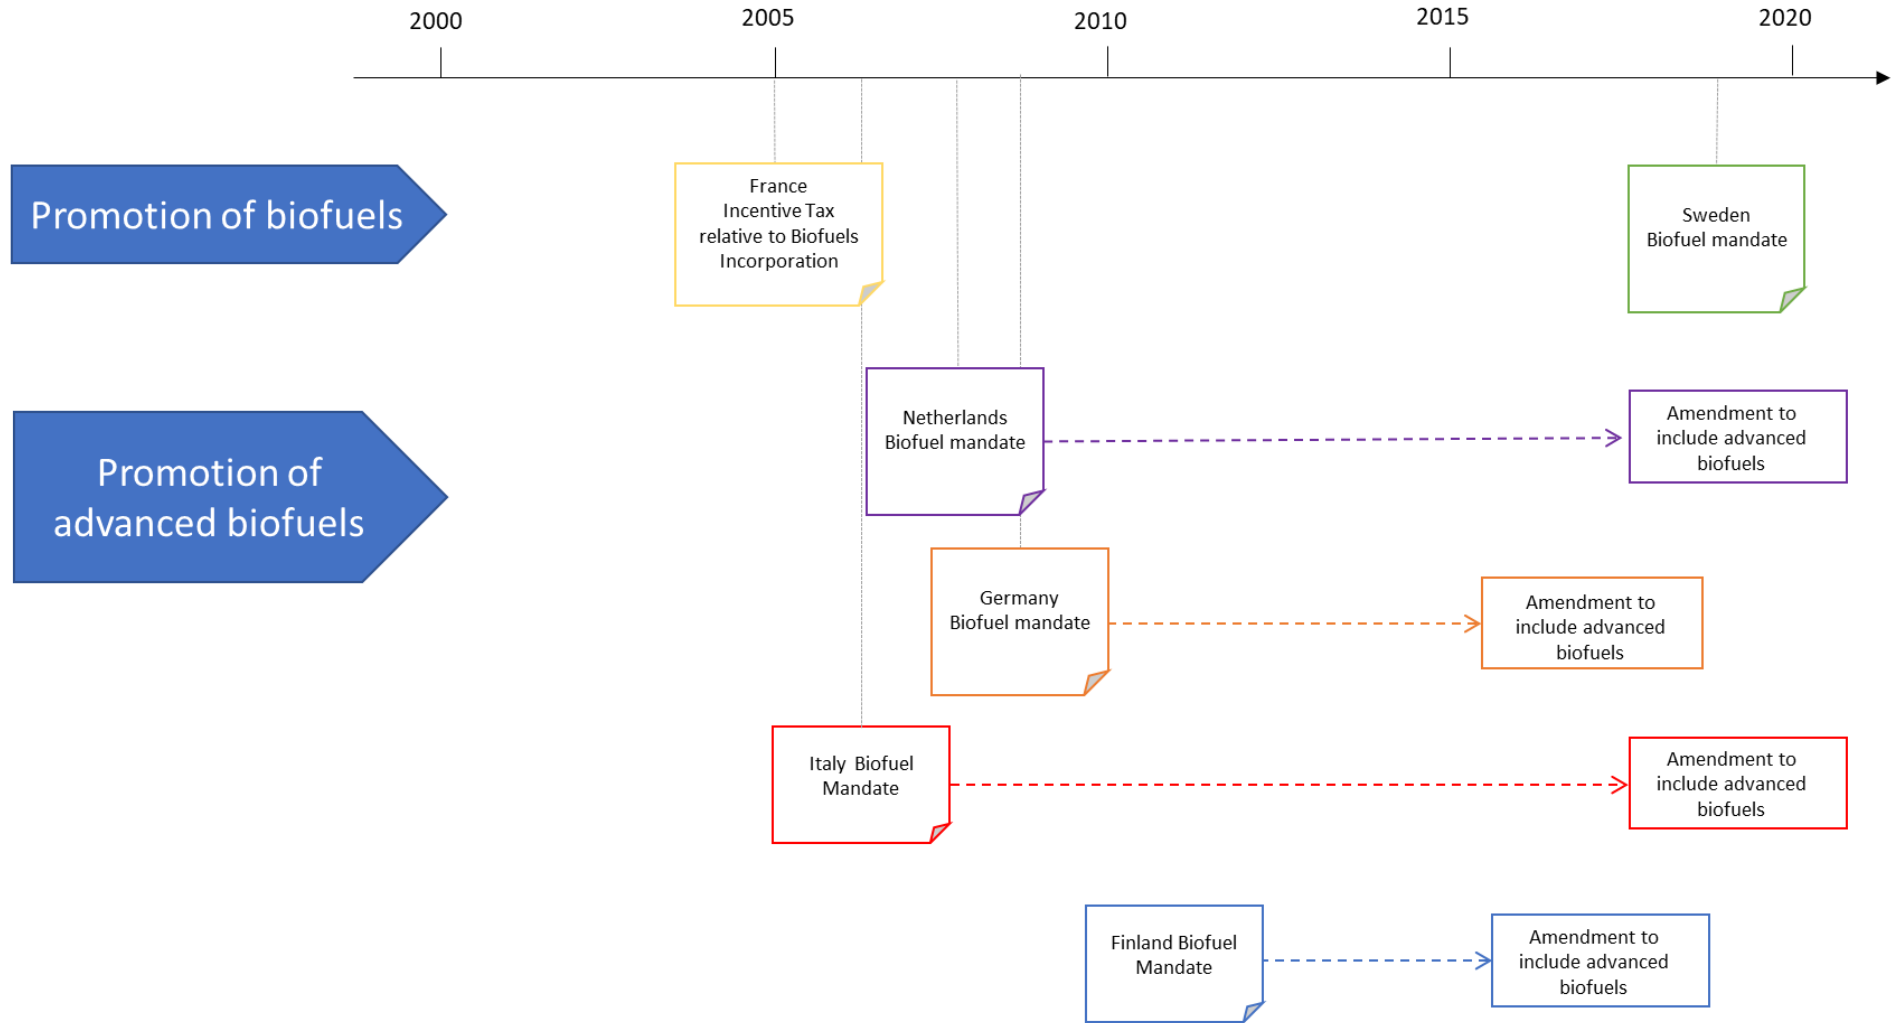 2000
2005
2010
2015
2020
Promotion of biofuels
France
Incentive Tax
relative to Biofuels
Incorporation
Sweden
Biofuel mandate
Promotion of
advanced biofuels
Netherlands
Biofuel mandate
Amendment to
include advanced
biofuels
Germany
Biofuel mandate
Amendment to
include advanced
biofuels
Italy Biofuel
Mandate
Amendment to
include advanced
biofuels
Finland Biofuel
Mandate
Amendment to
include advanced
biofuels